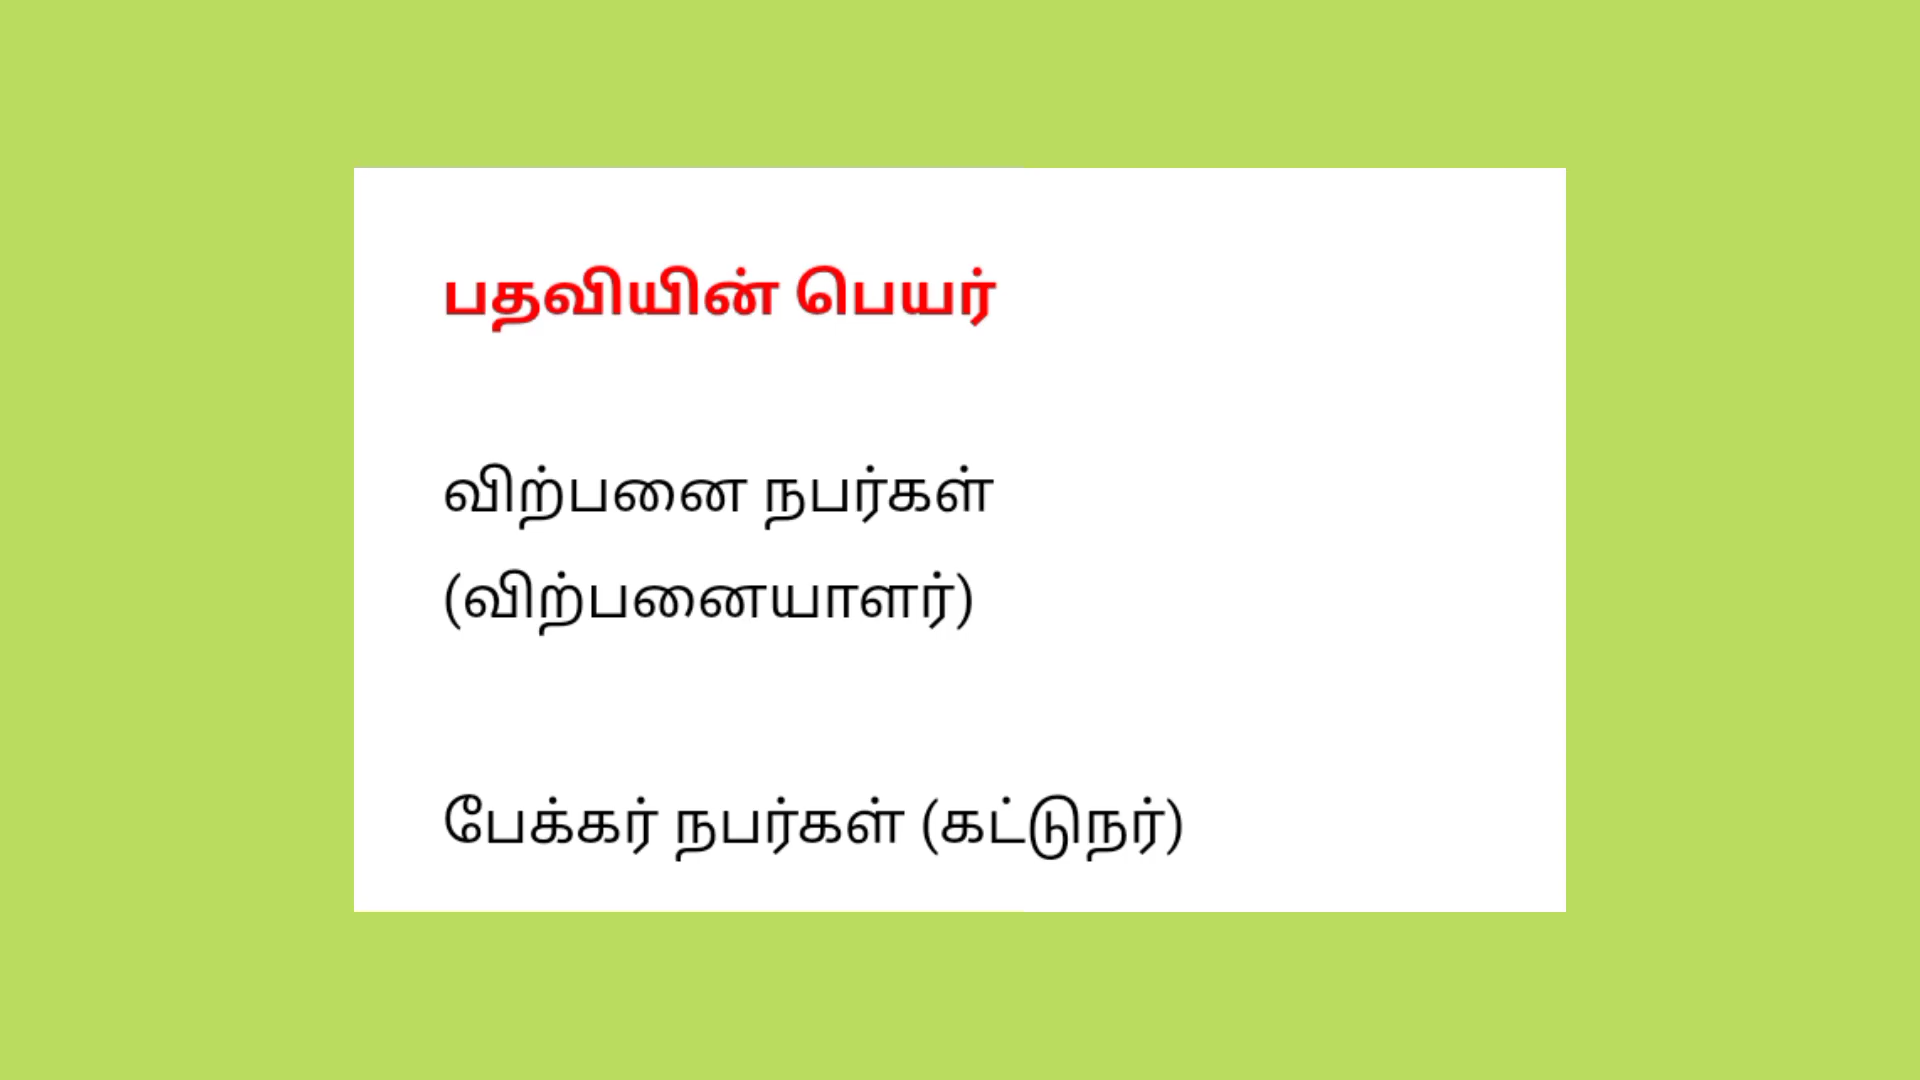 பதவியின் பெயர்
விற்பனை நபர்கள்
(விற்பனையாளர்)
பேக்கர் நபர்கள் (கட்டுநர்)